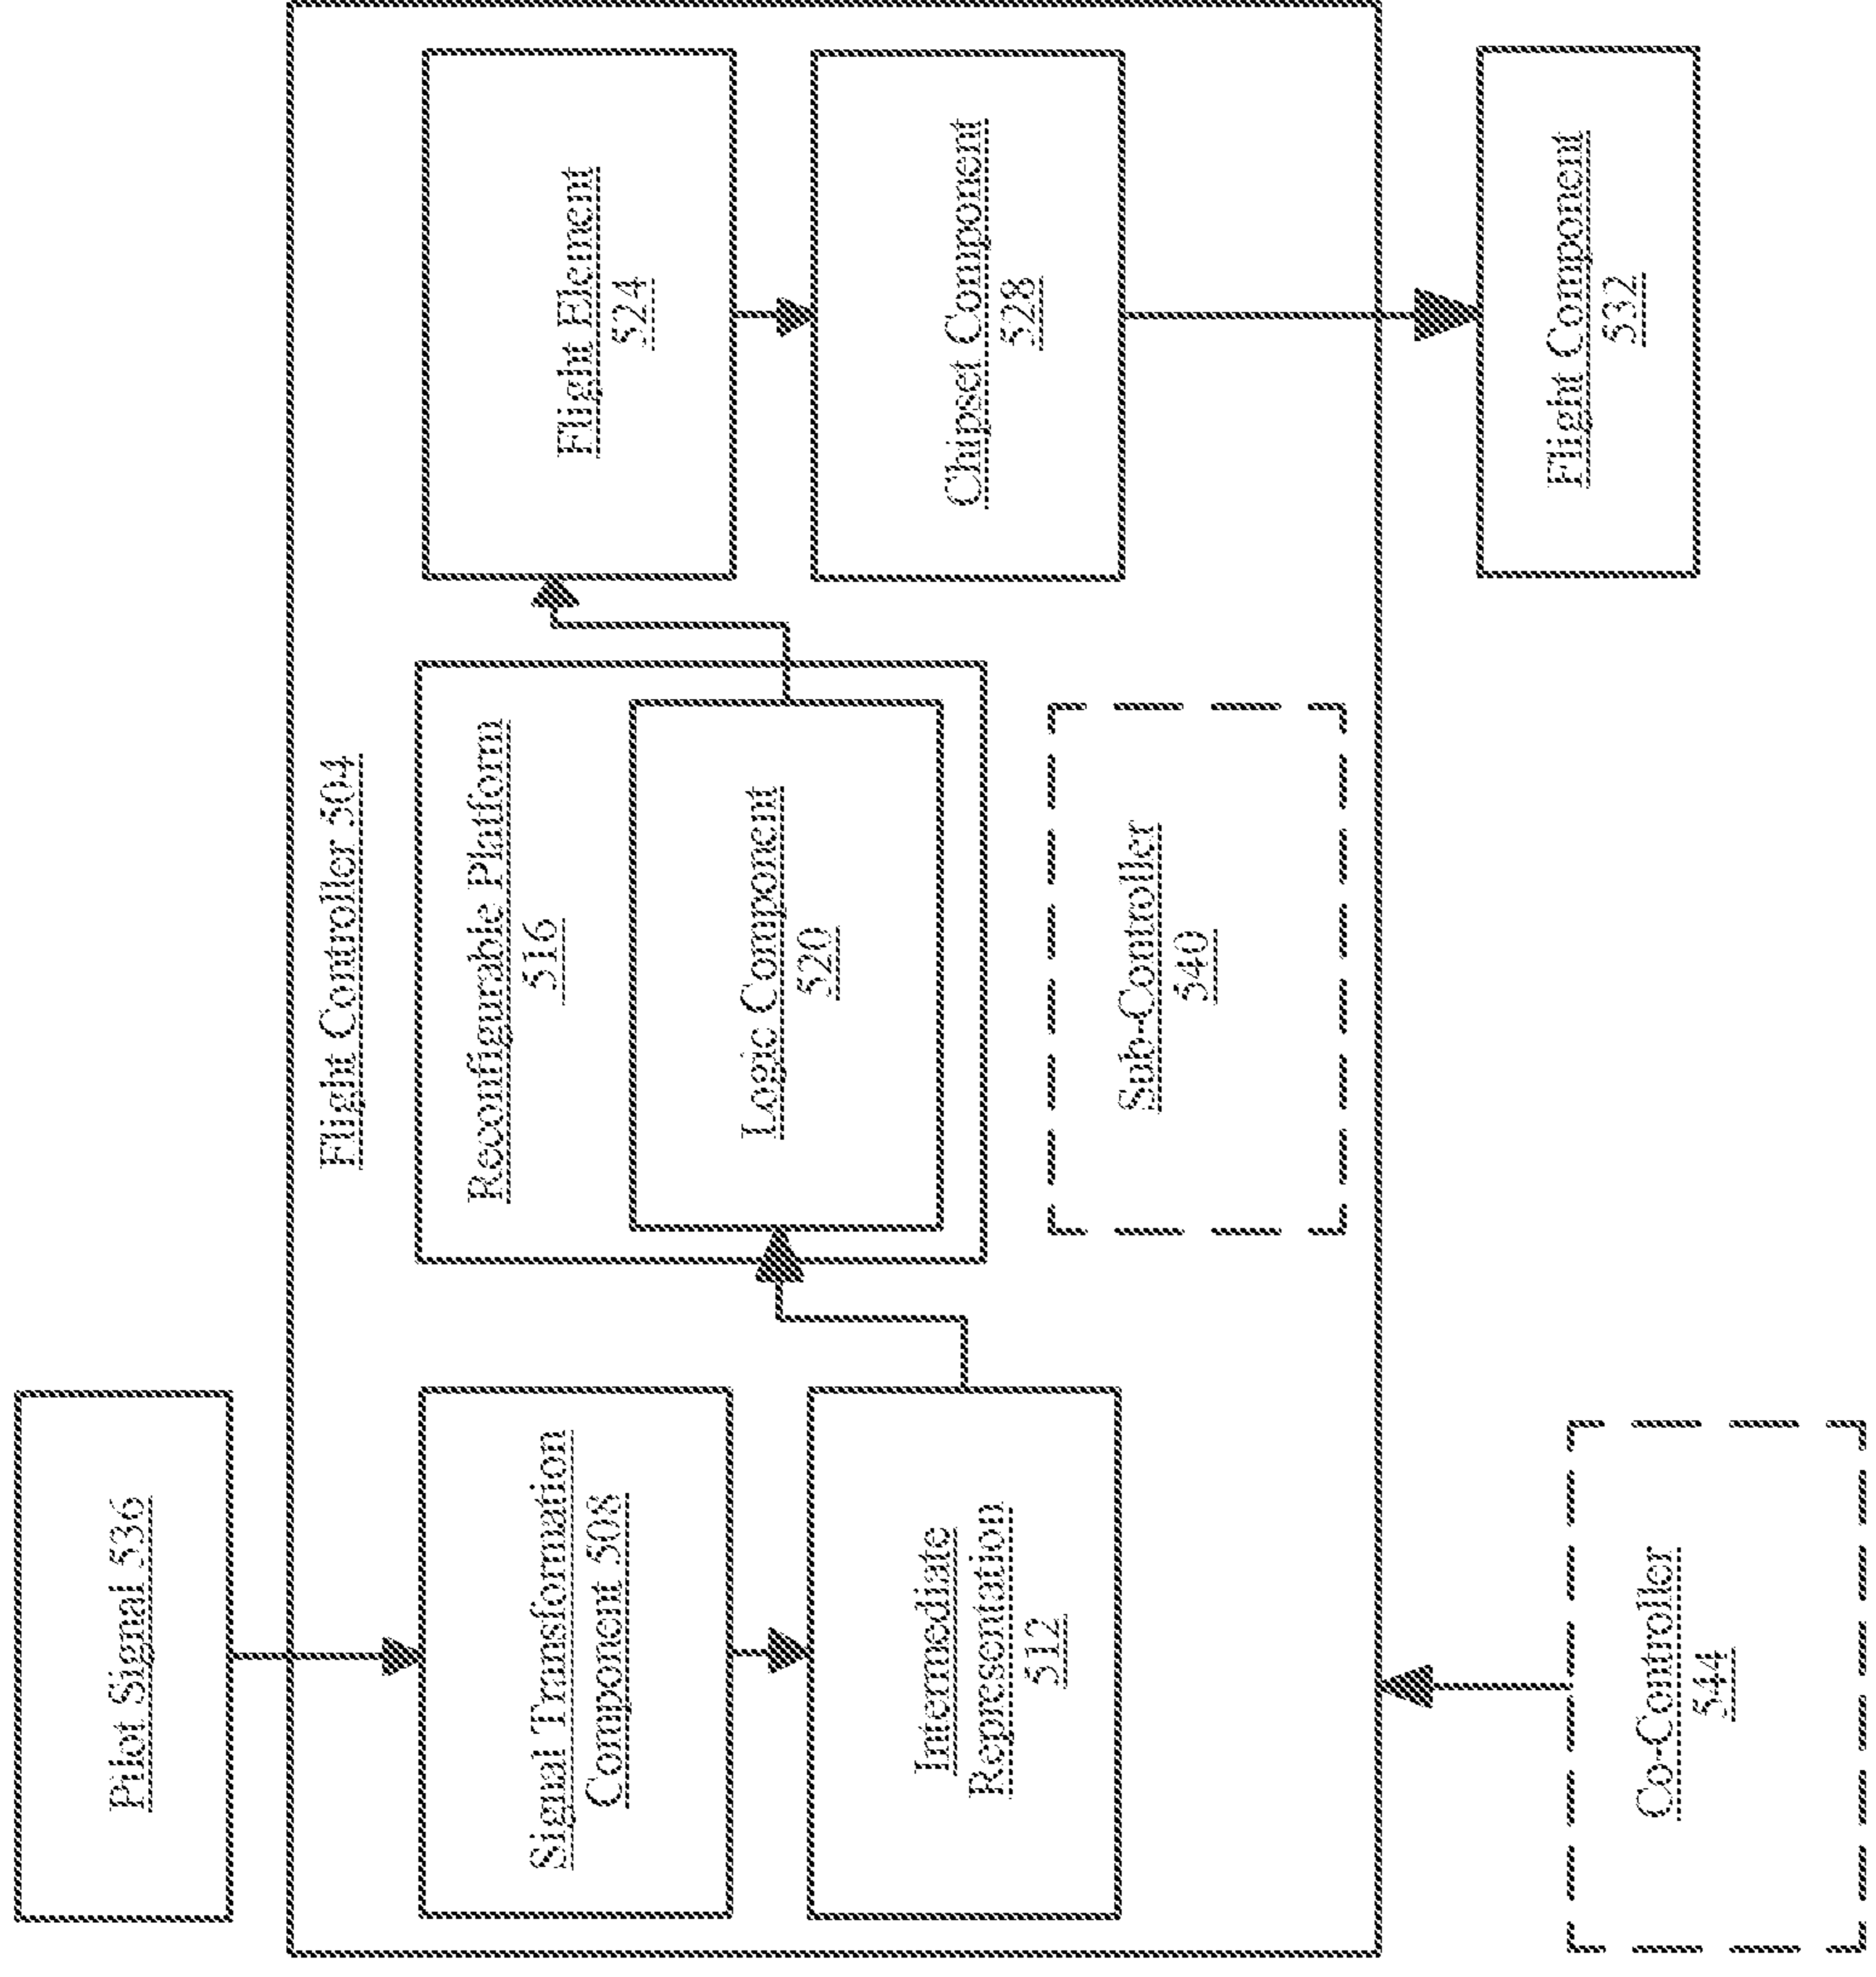 Pilot Signal 536
Flight Controller 504
Signal Transformation
Component 508
Intermediate
Representation
512
Reconfigurable Platform
516
Logic Component
520
Sub-Controller
540
Flight Element
524
Chipset Component
528
Co-Controller
544
Flight Component
532